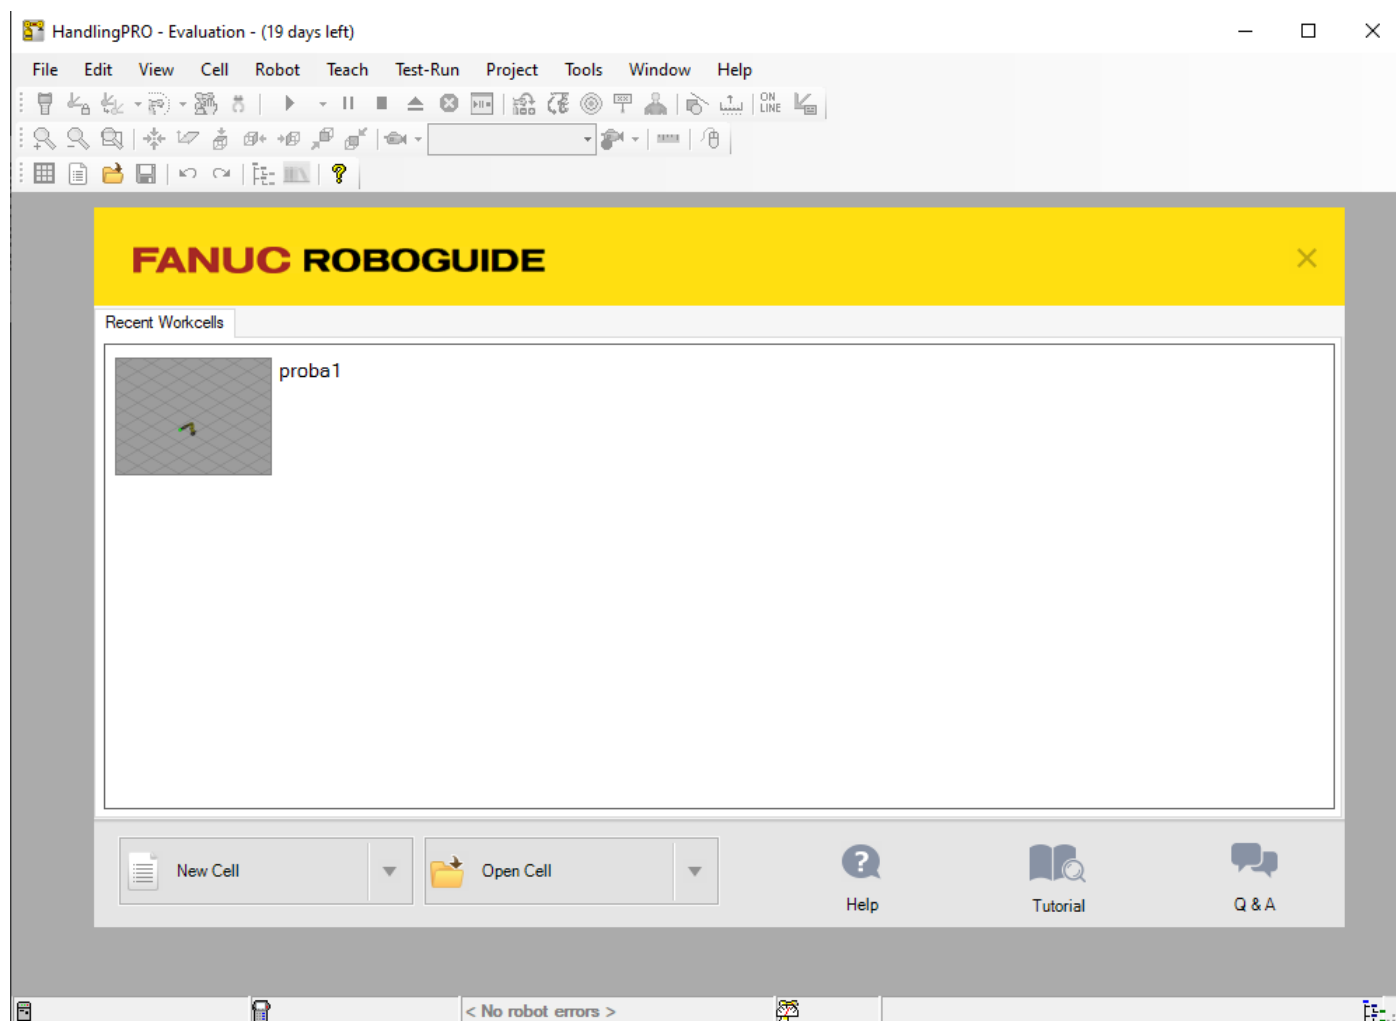 HandlingPRO - Evaluation - (19 days left)
File Edit View Cell Robot Teach Test-Run Project Tools Window Help
ON
LINE
FANUC ROBOGUIDE
Recent Workcells
proba1
New Cell
Open Cell
Help
Tutorial
Q & A
< No robot errors >